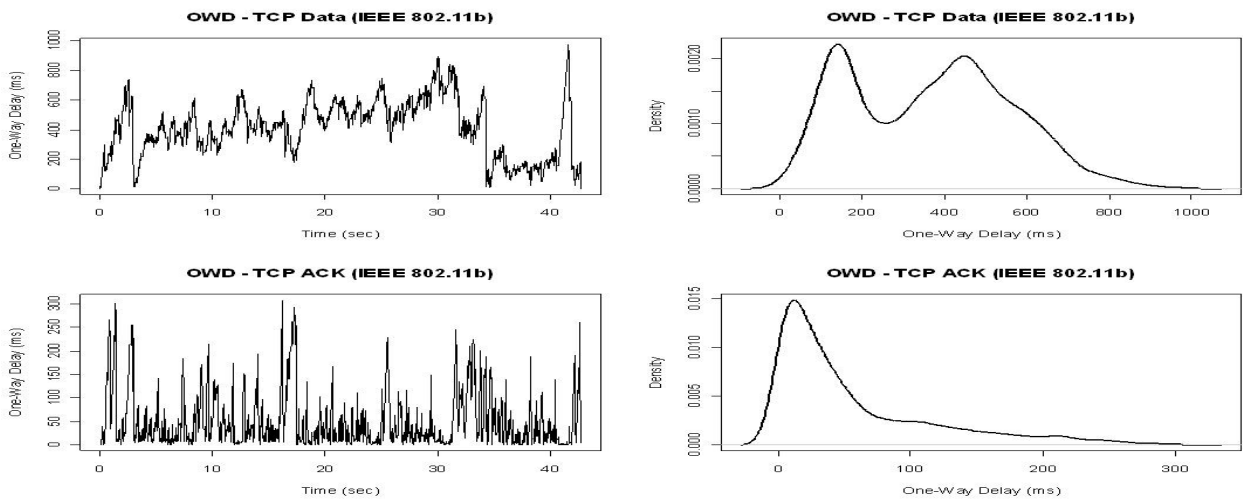 OWD - TCP Data (IEEE 802.11b)
One-Way Delay (ms)
0 200 400 600 800 1000
0 10 20 30 40
Time (sec)
OWD - TCP Data (IEEE 802.11b)
Density
0.0000 0.0010 0.0020
0 200 400 600 800 1000
One-Way Delay (ms)
OWD - TCP ACK (IEEE 802.11b)
One-Way Delay (ms)
0 50 100 150 200 250 300
0 10 20 30 40
Time (sec)
OWD - TCP ACK (IEEE 802.11b)
Density
0.000 0.005 0.010 0.015
0 100 200 300
One-Way Delay (ms)